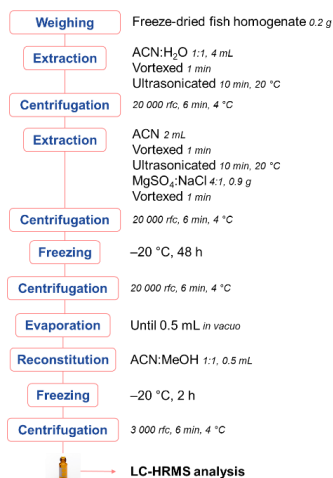 Weighing Freeze-dried fish homogenate 0.2 g
Extraction ACN:H₂O 1:1, 4 mL
Vortexed 1 min
Ultrasonicated 10 min, 20 °C
Centrifugation 20 000 rfc, 6 min, 4 °C
Extraction ACN 2 mL
Vortexed 1 min
Ultrasonicated 10 min, 20 °C
MgSO₄:NaCl 4:1, 0.9 g
Vortexed 1 min
Centrifugation 20 000 rfc, 6 min, 4 °C
Freezing –20 °C, 48 h
Centrifugation 20 000 rfc, 6 min, 4 °C
Evaporation Until 0.5 mL in vacuo
Reconstitution ACN:MeOH 1:1, 0.5 mL
Freezing –20 °C, 2 h
Centrifugation 3 000 rfc, 6 min, 4 °C
LC-HRMS analysis